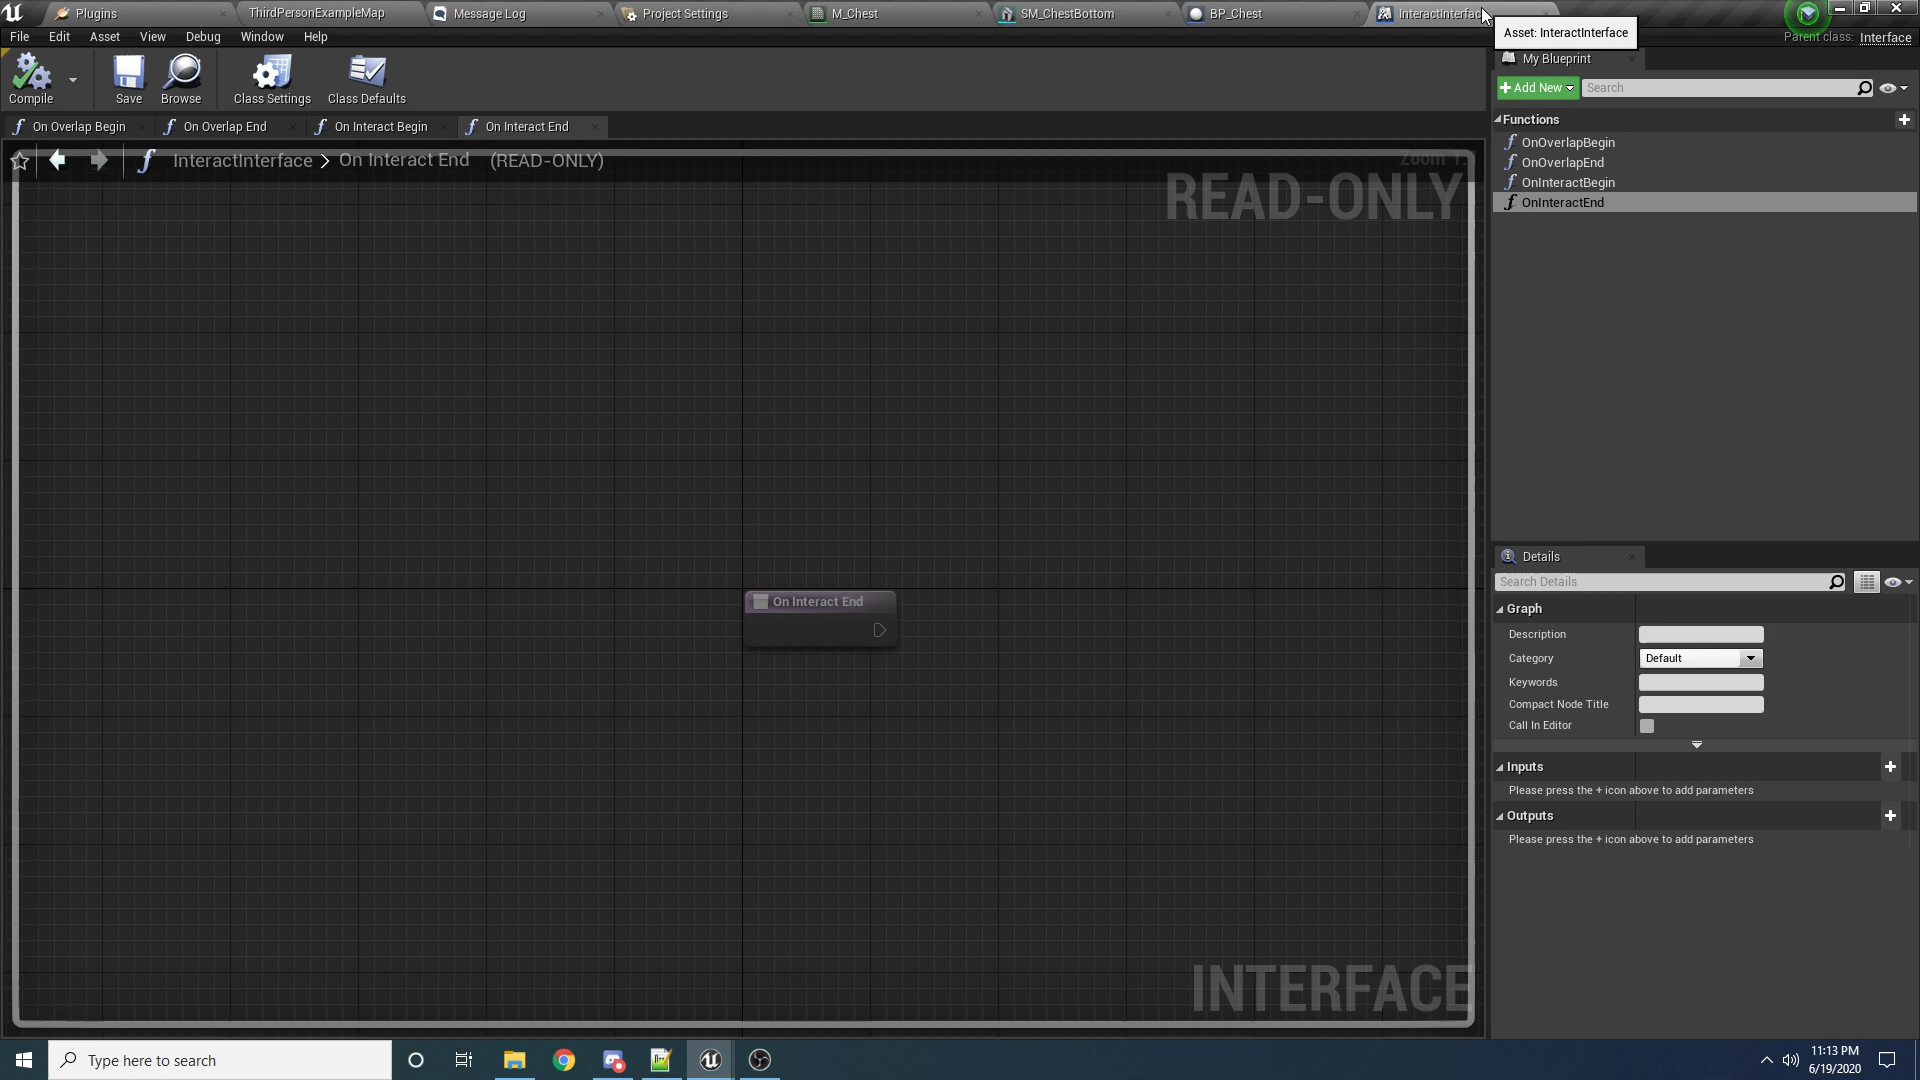 Plugins
ThirdPersonExampleMap
Message Log
Project Settings
M_Chest
SM_ChestBottom
BP_Chest
InteractInterfac
Asset: InteractInterface
File Edit Asset View Debug Window Help
Parent class: Interface
Compile
Save
Browse
Class Settings
Class Defaults
My Blueprint
+ Add New
Search
On Overlap Begin
On Overlap End
On Interact Begin
On Interact End
Functions
OnOverlapBegin
OnOverlapEnd
OnInteractBegin
OnInteractEnd
InteractInterface > On Interact End (READ-ONLY)
READ-ONLY
On Interact End
INTERFACE
Details
Search Details
Graph
Description
Category
Default
Keywords
Compact Node Title
Call In Editor
Inputs
Please press the + icon above to add parameters
Outputs
Please press the + icon above to add parameters
Type here to search
11:13 PM
6/19/2020